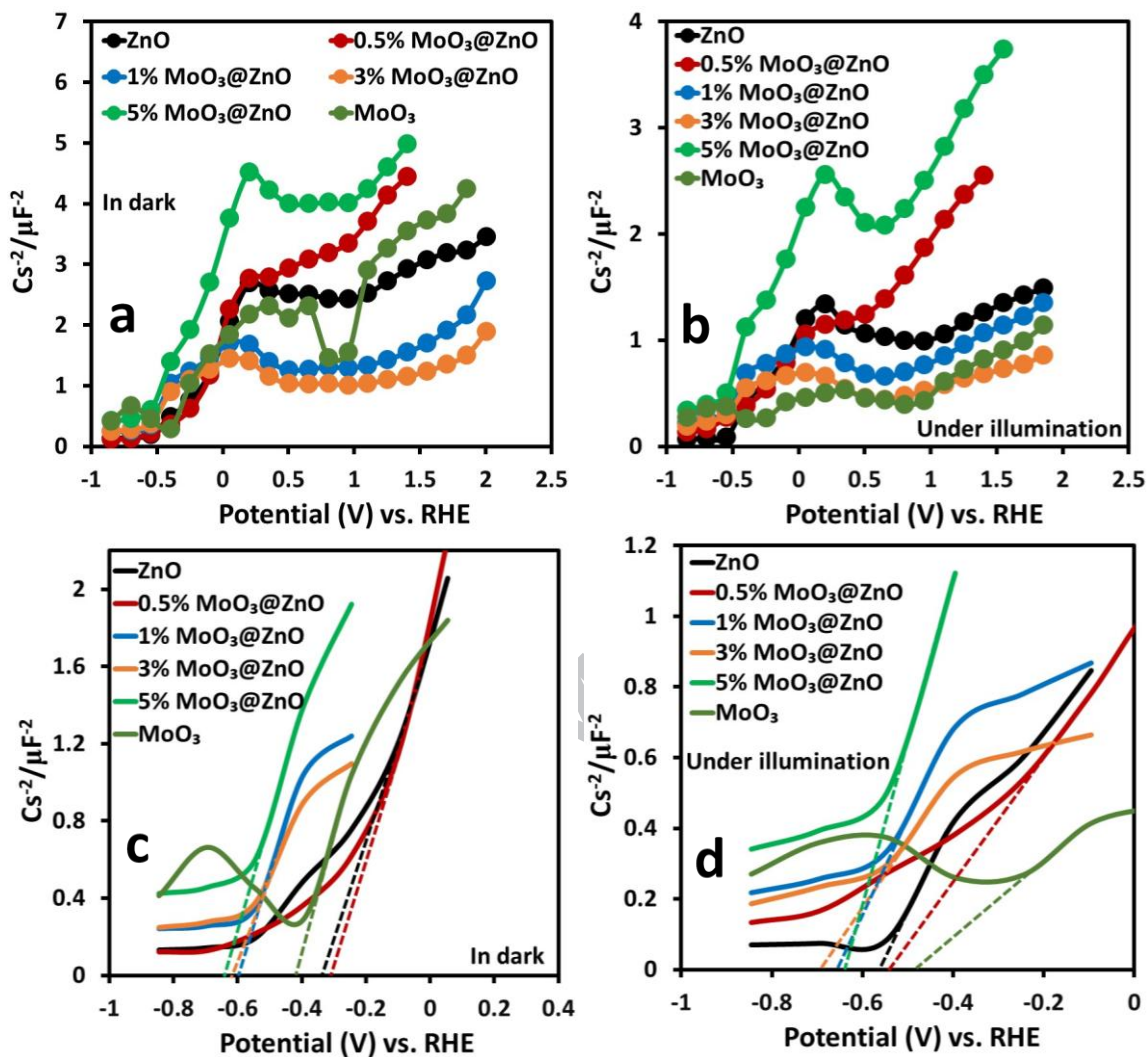 a
Cs⁻²/µF⁻²
7
6
5
4
3
2
1
0
ZnO
0.5% MoO₃@ZnO
1% MoO₃@ZnO
3% MoO₃@ZnO
5% MoO₃@ZnO
MoO₃
In dark
-1 -0.5 0 0.5 1 1.5 2 2.5
Potential (V) vs. RHE
b
Cs⁻²/µF⁻²
4
3
2
1
0
ZnO
0.5% MoO₃@ZnO
1% MoO₃@ZnO
3% MoO₃@ZnO
5% MoO₃@ZnO
MoO₃
Under illumination
-1 -0.5 0 0.5 1 1.5 2 2.5
Potential (V) vs. RHE
c
Cs⁻²/µF⁻²
2
1.6
1.2
0.8
0.4
0
ZnO
0.5% MoO₃@ZnO
1% MoO₃@ZnO
3% MoO₃@ZnO
5% MoO₃@ZnO
MoO₃
In dark
-1 -0.8 -0.6 -0.4 -0.2 0 0.2 0.4
Potential (V) vs. RHE
d
Cs⁻²/µF⁻²
1.2
1
0.8
0.6
0.4
0.2
0
ZnO
0.5% MoO₃@ZnO
1% MoO₃@ZnO
3% MoO₃@ZnO
5% MoO₃@ZnO
MoO₃
Under illumination
-1 -0.8 -0.6 -0.4 -0.2 0
Potential (V) vs. RHE